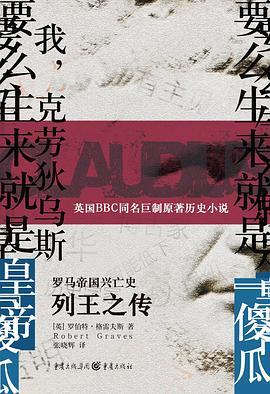 要么生来就是
皇帝
我，克劳狄乌斯
要么生来就是
傻瓜
英国BBC同名巨制原著历史小说
罗马帝国兴亡史
列王之传
[英] 罗伯特·格雷夫斯
Robert Graves
张晓辉 译
重庆出版集团 重庆出版社